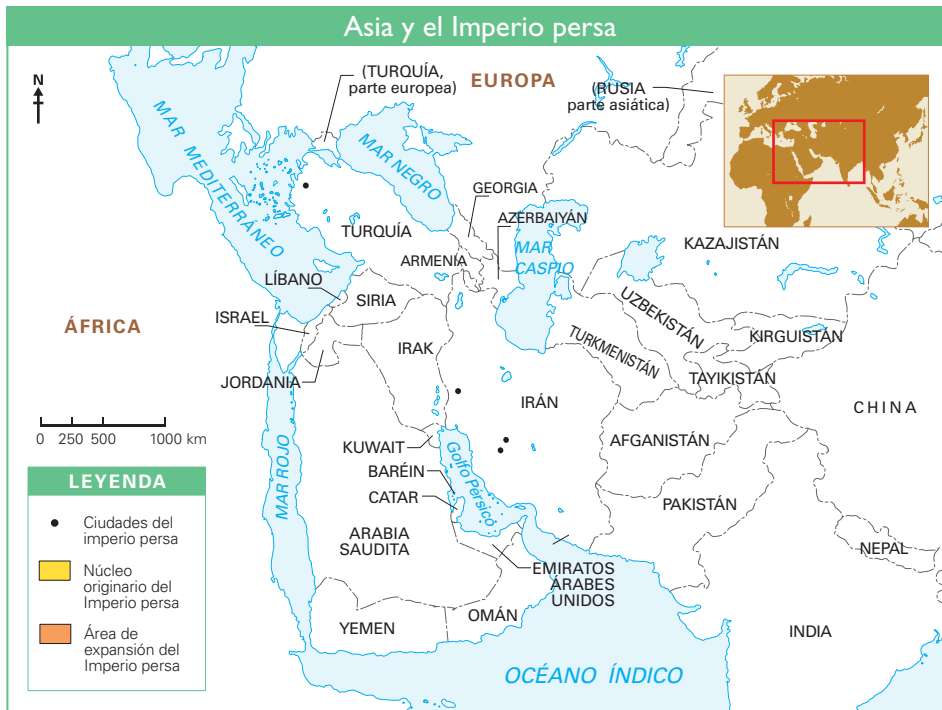 Asia y el Imperio persa
N
(TURQUÍA,
parte europea)
EUROPA
(RUSIA
parte asiática)
MAR MEDITERRÁNEO
MAR NEGRO
GEORGIA
AZERBAIYÁN
TURQUÍA
ARMENIA
MAR
CASPIO
KAZAJISTÁN
LÍBANO
SIRIA
UZBEKISTÁN
ÁFRICA
ISRAEL
IRAK
TURKMENISTÁN
KIRGUISTÁN
JORDANIA
TAYIKISTÁN
IRÁN
CHINA
0 250 500 1000 km
KUWAIT
AFGANISTÁN
BARÉIN
Golfo Pérsico
CATAR
MAR ROJO
PAKISTÁN
ARABIA
SAUDITA
NEPAL
EMIRATOS
ÁRABES
UNIDOS
OMÁN
YEMEN
INDIA
OCÉANO ÍNDICO
LEYENDA
Ciudades del
imperio persa
Núcleo
originario del
Imperio persa
Área de
expansión del
Imperio persa